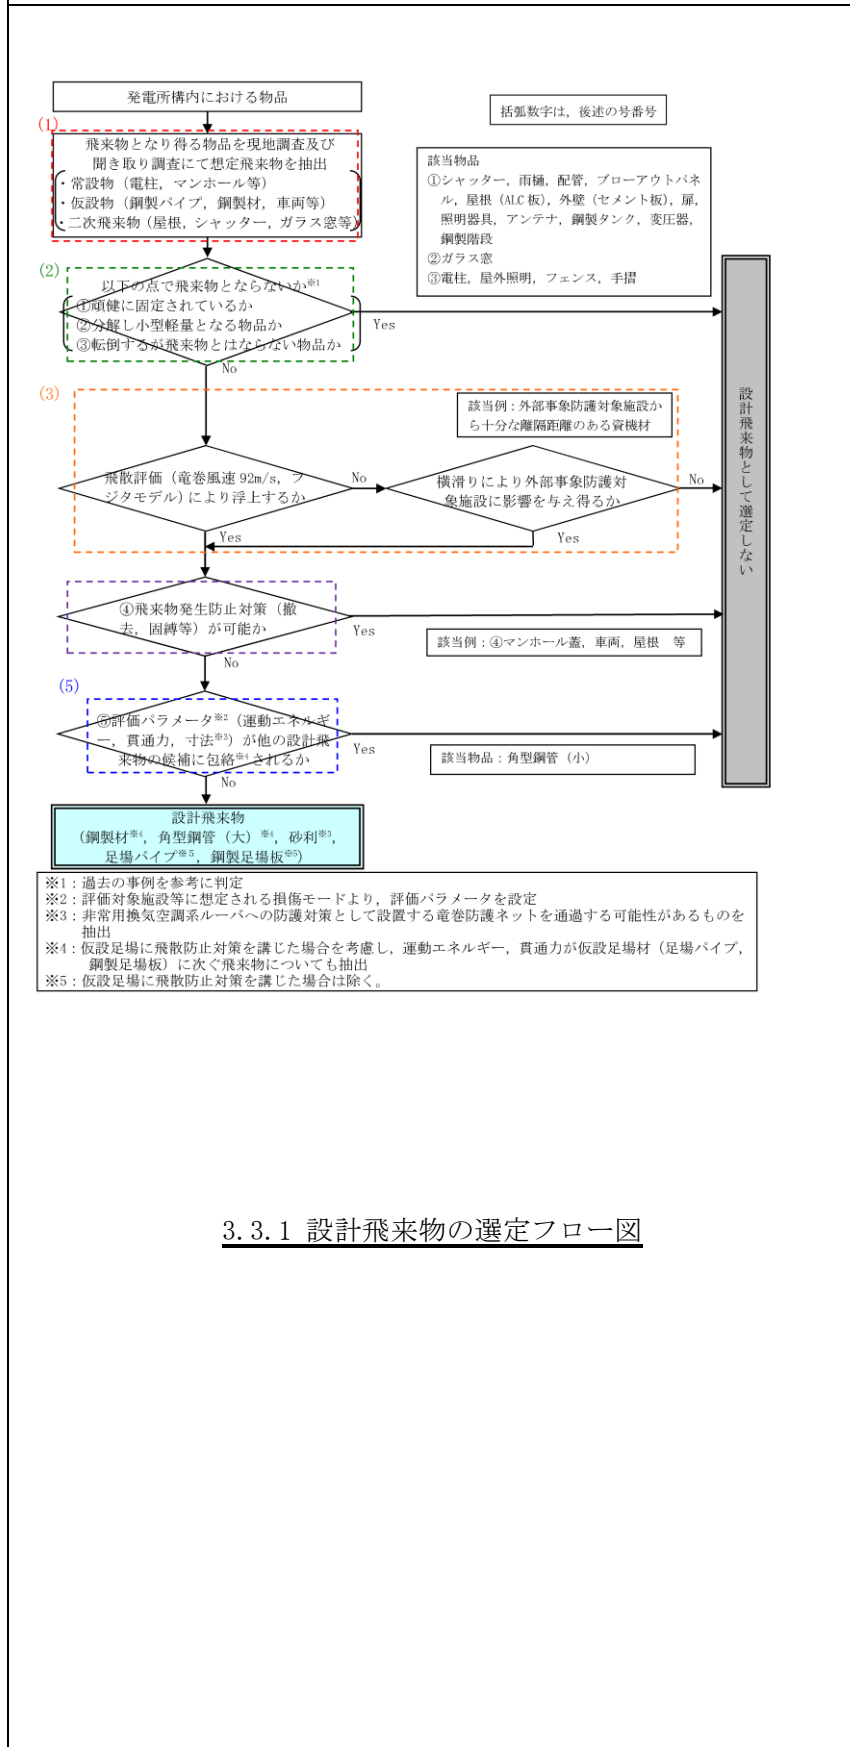 発電所構内における物品
括弧数字は，後述の号番号
(1)
飛来物となり得る物品を現地調査及び
聞き取り調査にて想定飛来物を抽出
・常設物（電柱，マンホール等）
・仮設物（鋼製パイプ，鋼製材，車両等）
・二次飛来物（屋根，シャッター，ガラス窓等）
該当物品
①シャッター，雨樋，配管，ブローアウトパネ
ル，屋根（ALC 板），外壁（セメント板），扉，
照明器具，アンテナ，鋼製タンク，変圧器，
鋼製階段
②ガラス窓
③電柱，屋外照明，フェンス，手摺
(2)
以下の点で飛来物とならないか※1
①頑健に固定されているか
②分解し小型軽量となる物品か
③転倒するが飛来物とはならない物品か
Yes
No
設計飛来物として選定しない
(3)
該当例：外部事象防護対象施設か
ら十分な離隔距離のある資機材
飛散評価（竜巻風速 92m/s，フ
ジタモデル）により浮上するか
No
横滑りにより外部事象防護対
象施設に影響を与え得るか
No
Yes
Yes
④飛来物発生防止対策（撤
去，固縛等）が可能か
Yes
該当例：④マンホール蓋，車両，屋根　等
No
(5)
⑤評価パラメータ※2（運動エネルギ
ー，貫通力，寸法※3）が他の設計飛
来物の候補に包絡※4されるか
Yes
該当物品：角型鋼管（小）
No
設計飛来物
（鋼製材※4，角型鋼管（大）※4，砂利※3，
足場パイプ※5，鋼製足場板※5）
※1：過去の事例を参考に判定
※2：評価対象施設等に想定される損傷モードより，評価パラメータを設定
※3：非常用換気空調系ルーバへの防護対策として設置する竜巻防護ネットを通過する可能性があるものを
抽出
※4：仮設足場に飛散防止対策を講じた場合を考慮し，運動エネルギー，貫通力が仮設足場材（足場パイプ，
鋼製足場板）に次ぐ飛来物についても抽出
※5：仮設足場に飛散防止対策を講じた場合は除く。
3.3.1 設計飛来物の選定フロー図